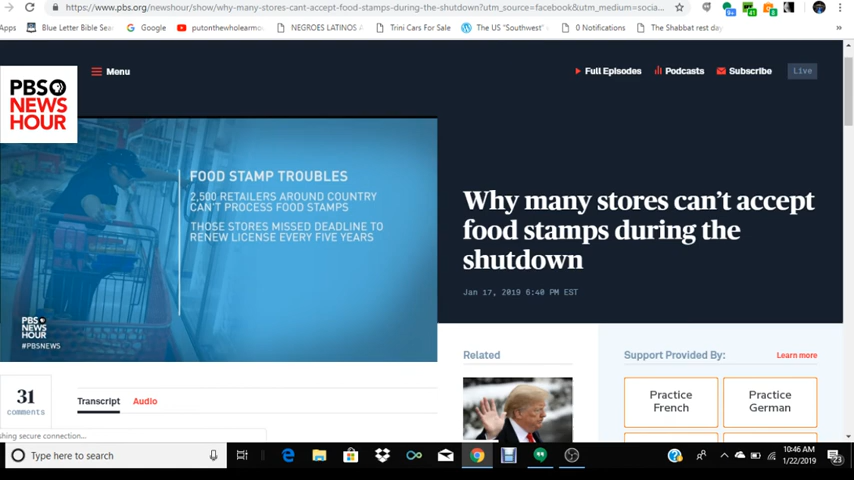 https://www.pbs.org/newshour/show/why-many-stores-cant-accept-food-stamps-during-the-shutdown?utm_source=facebook&utm_medium=socia...
Apps
Blue Letter Bible Sea
Google
putonthewholearmo
NEGROES LATINOS A
Trini Cars For Sale
The US "Southwest" 
0 Notifications
The Shabbat rest day
»
PBS
NEWS
HOUR
Menu
Full Episodes
Podcasts
Subscribe
Live
FOOD STAMP TROUBLES
2,500 RETAILERS AROUND COUNTRY
CAN'T PROCESS FOOD STAMPS
THOSE STORES MISSED DEADLINE TO
RENEW LICENSE EVERY FIVE YEARS
PBS
NEWS
HOUR
#PBSNEWS
Why many stores can't accept
food stamps during the
shutdown
Jan 17, 2019 6:40 PM EST
31
comments
Transcript
Audio
Related
Support Provided By:
Learn more
Practice
French
Practice
German
shing secure connection...
Type here to search
10:46 AM
1/22/2019
23